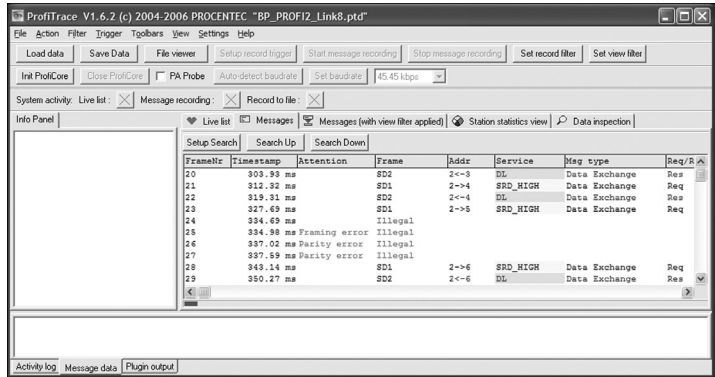 ProfiTrace V1.6.2 (c) 2004-2006 PROCENTEC "BP_PROFI2_Link8.ptd"
File Action Filter Trigger View Settings Help
Load data Save Data File viewer Setup record trigger Start message recording Stop message recording Set record filter Set view filter
Init ProfiCore Close ProfiCore PA Probe Auto-detect baudrate Set baudrate 45.45 kbps
System activity: Live list : Message recording : Record to file :
Info Panel Live list Messages Messages (with view filter applied) Station statistics view Data inspection
Setup Search Search Up Search Down
FrameNr Timestamp Attention Frame Addr Service Msg type Req/R
20 303.93 ms SD2 2<-3 DL Data Exchange Res
21 312.32 ms SD1 2->4 SRD_HIGH Data Exchange Req
22 319.31 ms SD2 2<-4 DL Data Exchange Res
23 327.69 ms SD1 2->5 SRD_HIGH Data Exchange Req
24 334.69 ms Illegal
25 334.98 ms Framing error Illegal
26 337.02 ms Parity error Illegal
27 337.59 ms Parity error Illegal
28 343.14 ms SD1 2->6 SRD_HIGH Data Exchange Req
29 350.27 ms SD2 2<-6 DL Data Exchange Res
Activity log Message data Plugin output